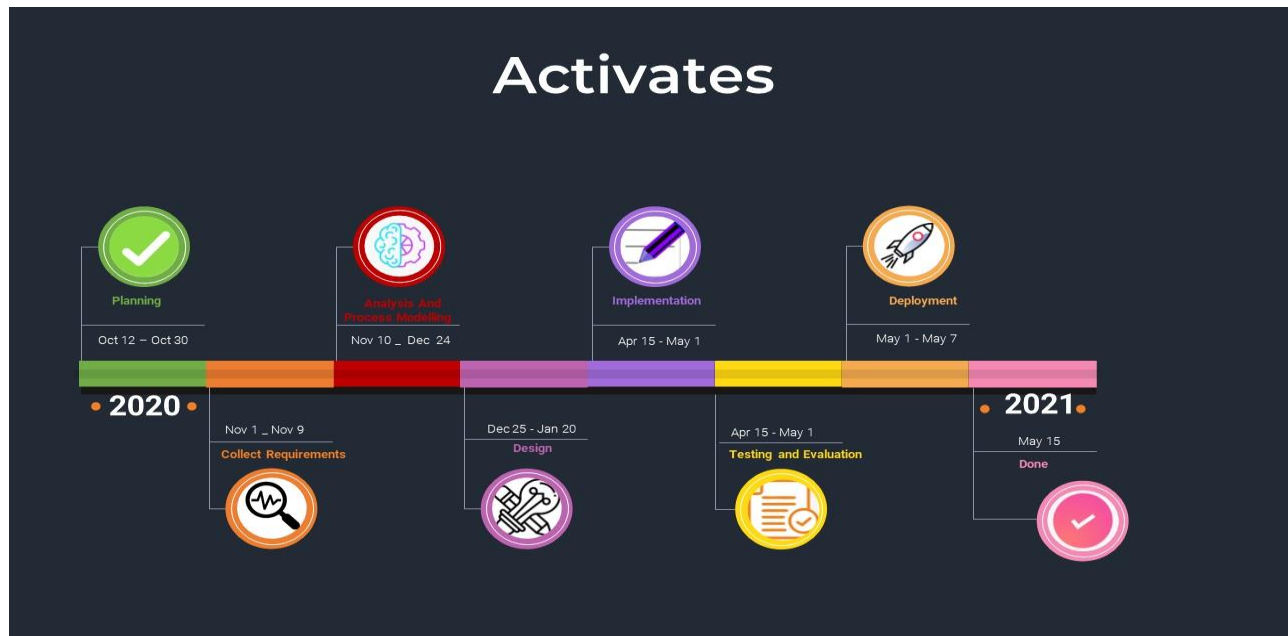 Activates
Planning
Oct 12 – Oct 30
Analysis And
Process Modelling
Nov 10 _ Dec 24
Implementation
Apr 15 - May 1
Deployment
May 1 - May 7
• 2020 •
• 2021•
Nov 1 _ Nov 9
Collect Requirements
Dec 25 - Jan 20
Design
Apr 15 - May 1
Testing and Evaluation
May 15
Done